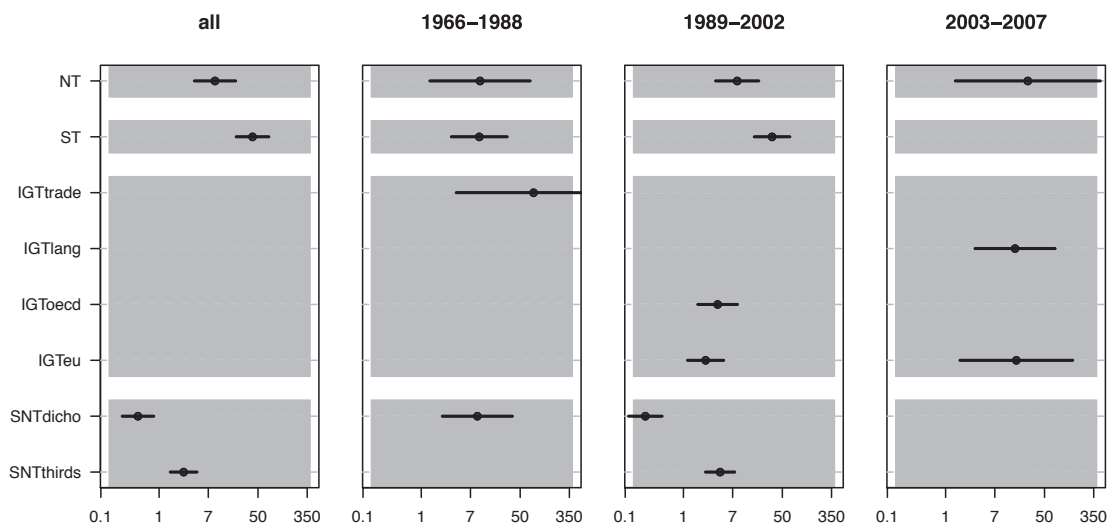 all 1966–1988 1989–2002 2003–2007
NT
ST
IGTtrade
IGTlang
IGToecd
IGTeu
SNTdicho
SNTthirds
0.1 1 7 50 350 0.1 1 7 50 350 0.1 1 7 50 350 0.1 1 7 50 350